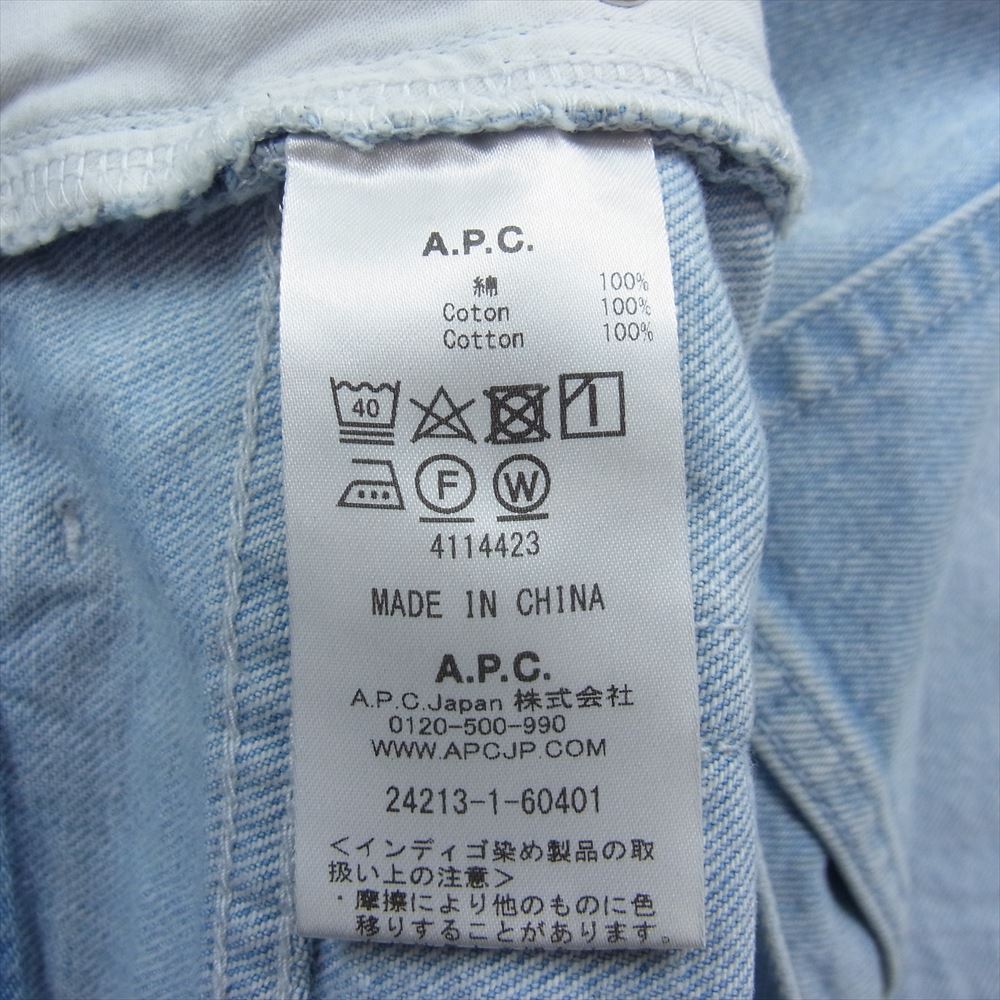 A.P.C.
綿 100%
Coton 100%
Cotton 100%
40
F W
4114423
MADE IN CHINA
A.P.C.
A.P.C.Japan 株式会社
0120-500-990
WWW.APCJP.COM
24213-1-60401
<インディゴ染め製品の取
扱い上の注意>
・摩擦により他のものに色
移りすることがあります。